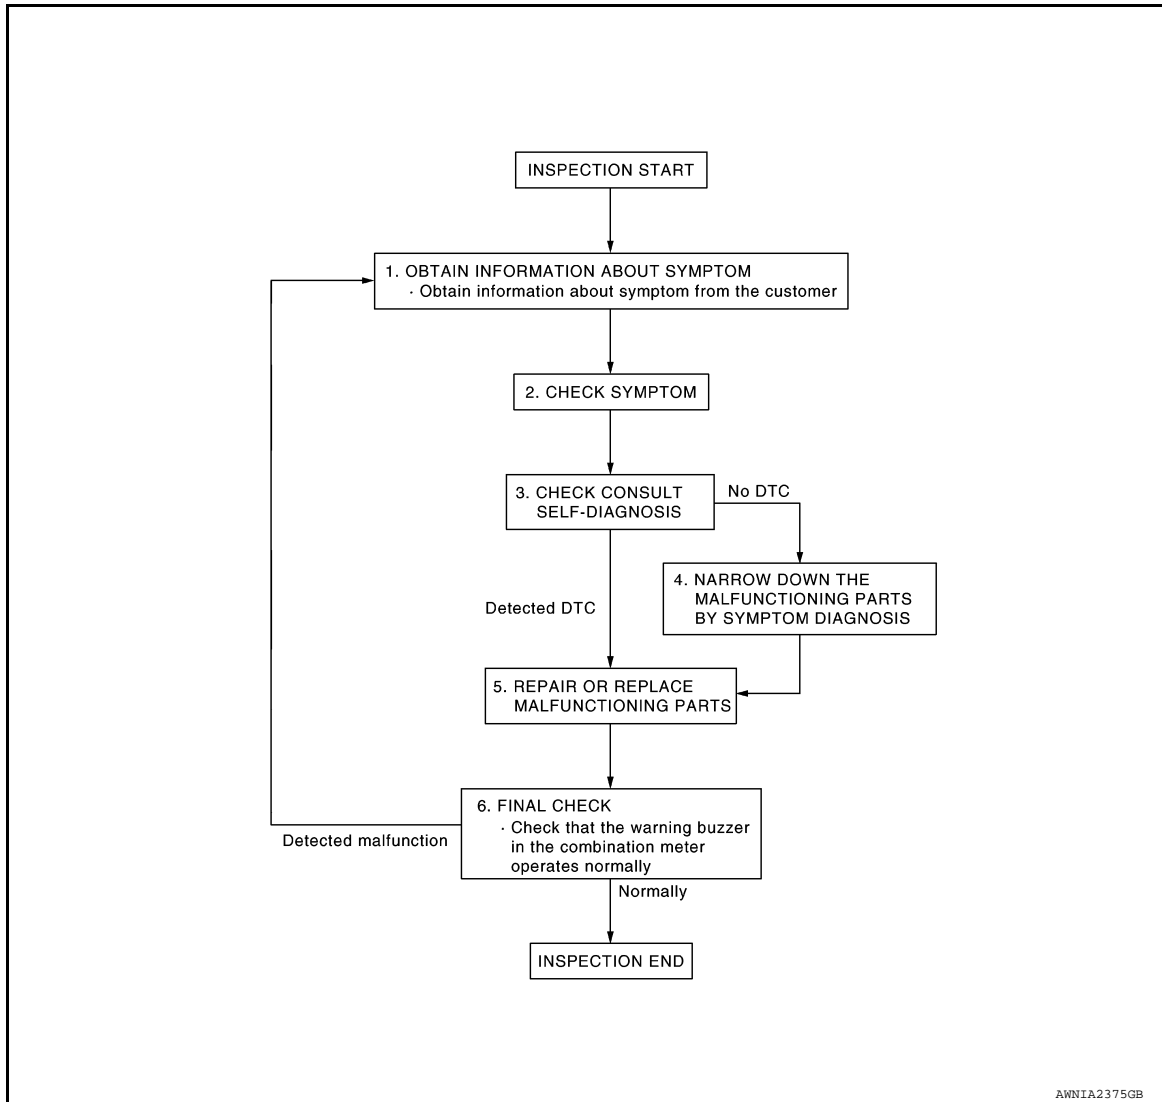 INSPECTION START
1. OBTAIN INFORMATION ABOUT SYMPTOM
· Obtain information about symptom from the customer
2. CHECK SYMPTOM
3. CHECK CONSULT
SELF-DIAGNOSIS
No DTC
4. NARROW DOWN THE
MALFUNCTIONING PARTS
BY SYMPTOM DIAGNOSIS
Detected DTC
5. REPAIR OR REPLACE
MALFUNCTIONING PARTS
6. FINAL CHECK
· Check that the warning buzzer
in the combination meter
operates normally
Detected malfunction
Normally
INSPECTION END
AWNIA2375GB